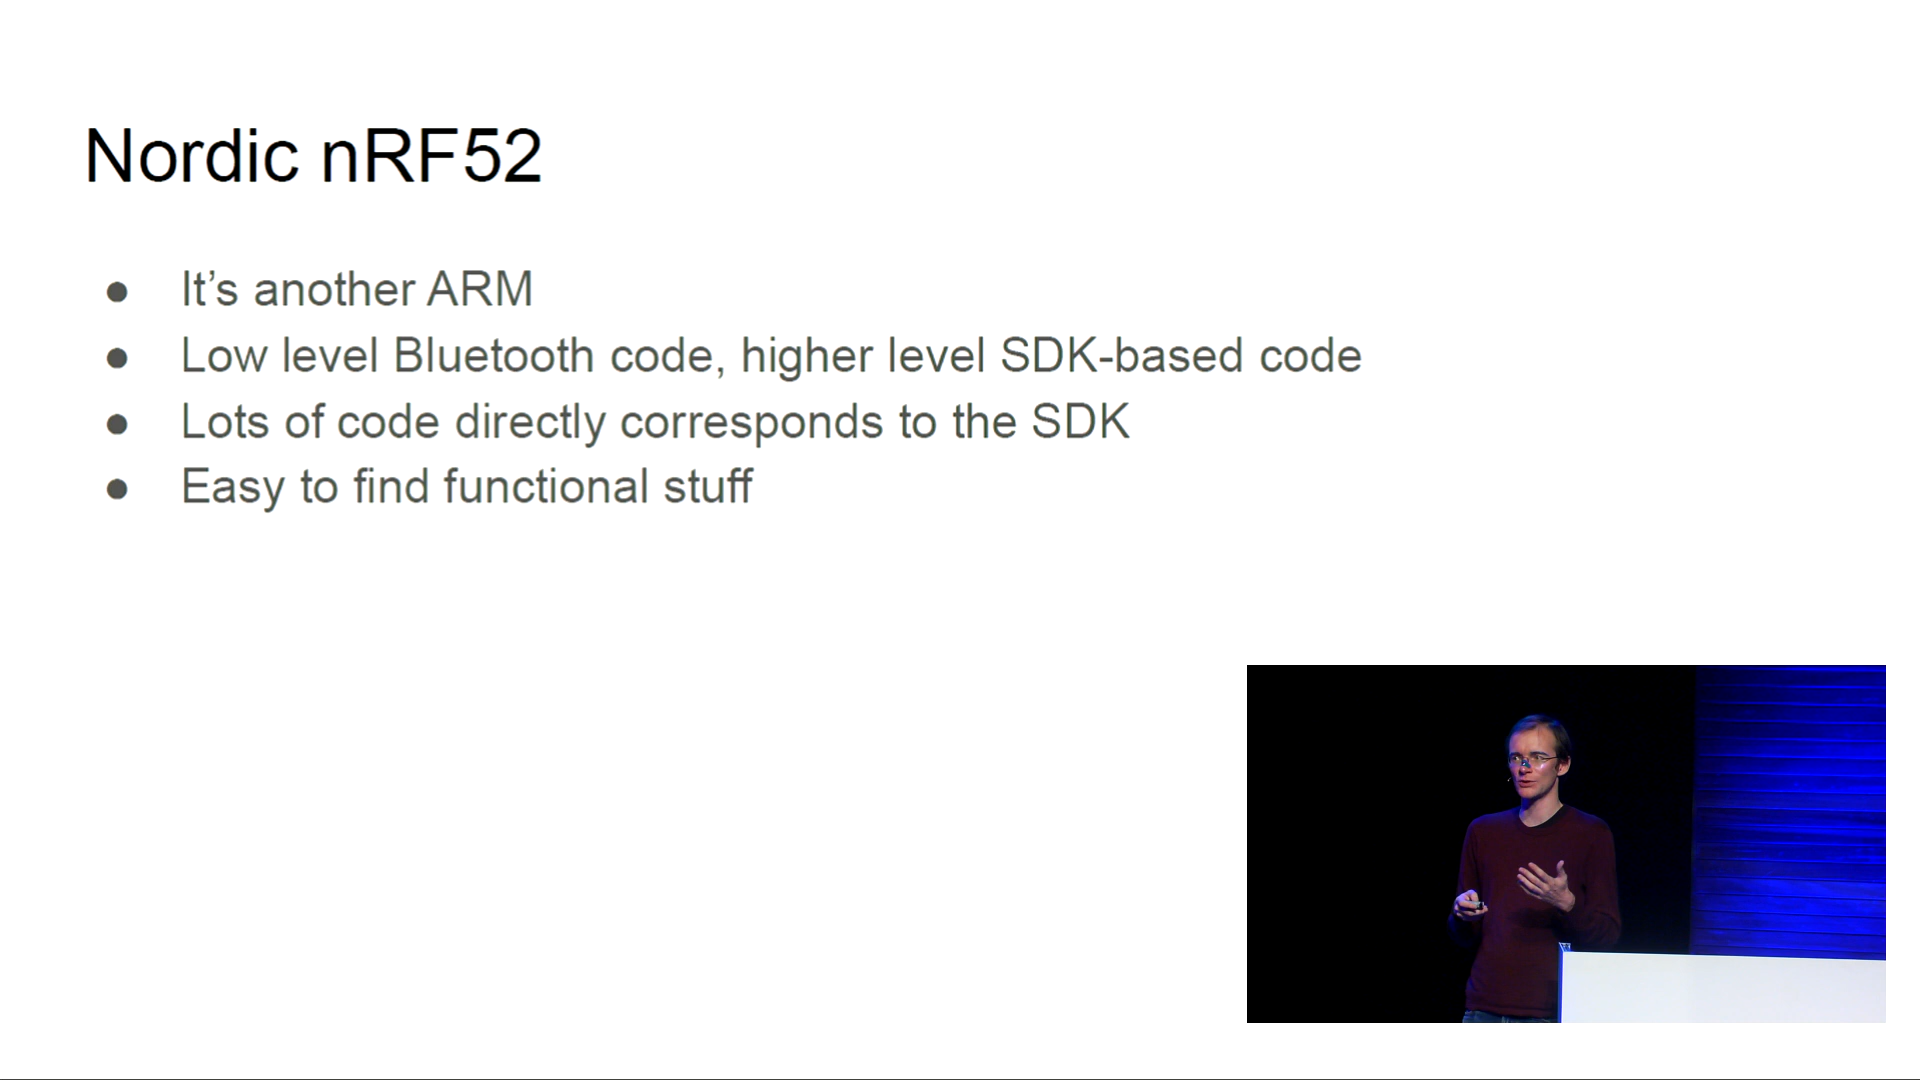 Nordic nRF52
● It’s another ARM
● Low level Bluetooth code, higher level SDK-based code
● Lots of code directly corresponds to the SDK
● Easy to find functional stuff